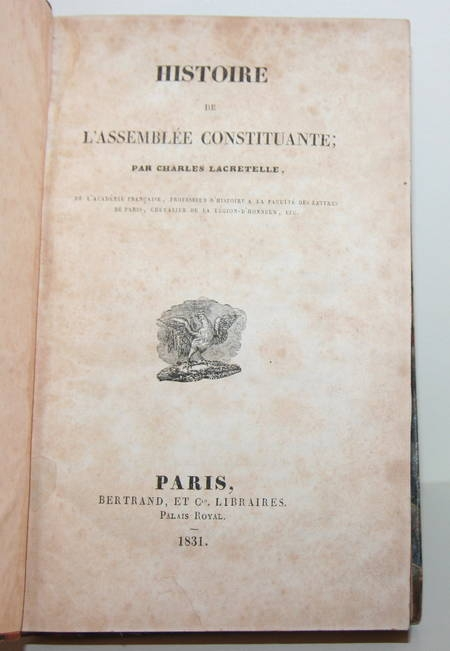 HISTOIRE
DE
L'ASSEMBLÉE CONSTITUANTE;
PAR CHARLES LACRETELLE,
DE L'ACADÉMIE FRANÇAISE, PROFESSEUR D'HISTOIRE A LA FACULTÉ DES LETTRES
DE PARIS, CHEVALIER DE LA LÉGION-D'HONNEUR, ETC.
PARIS,
BERTRAND, ET Cie, LIBRAIRES.
PALAIS ROYAL.
1831.